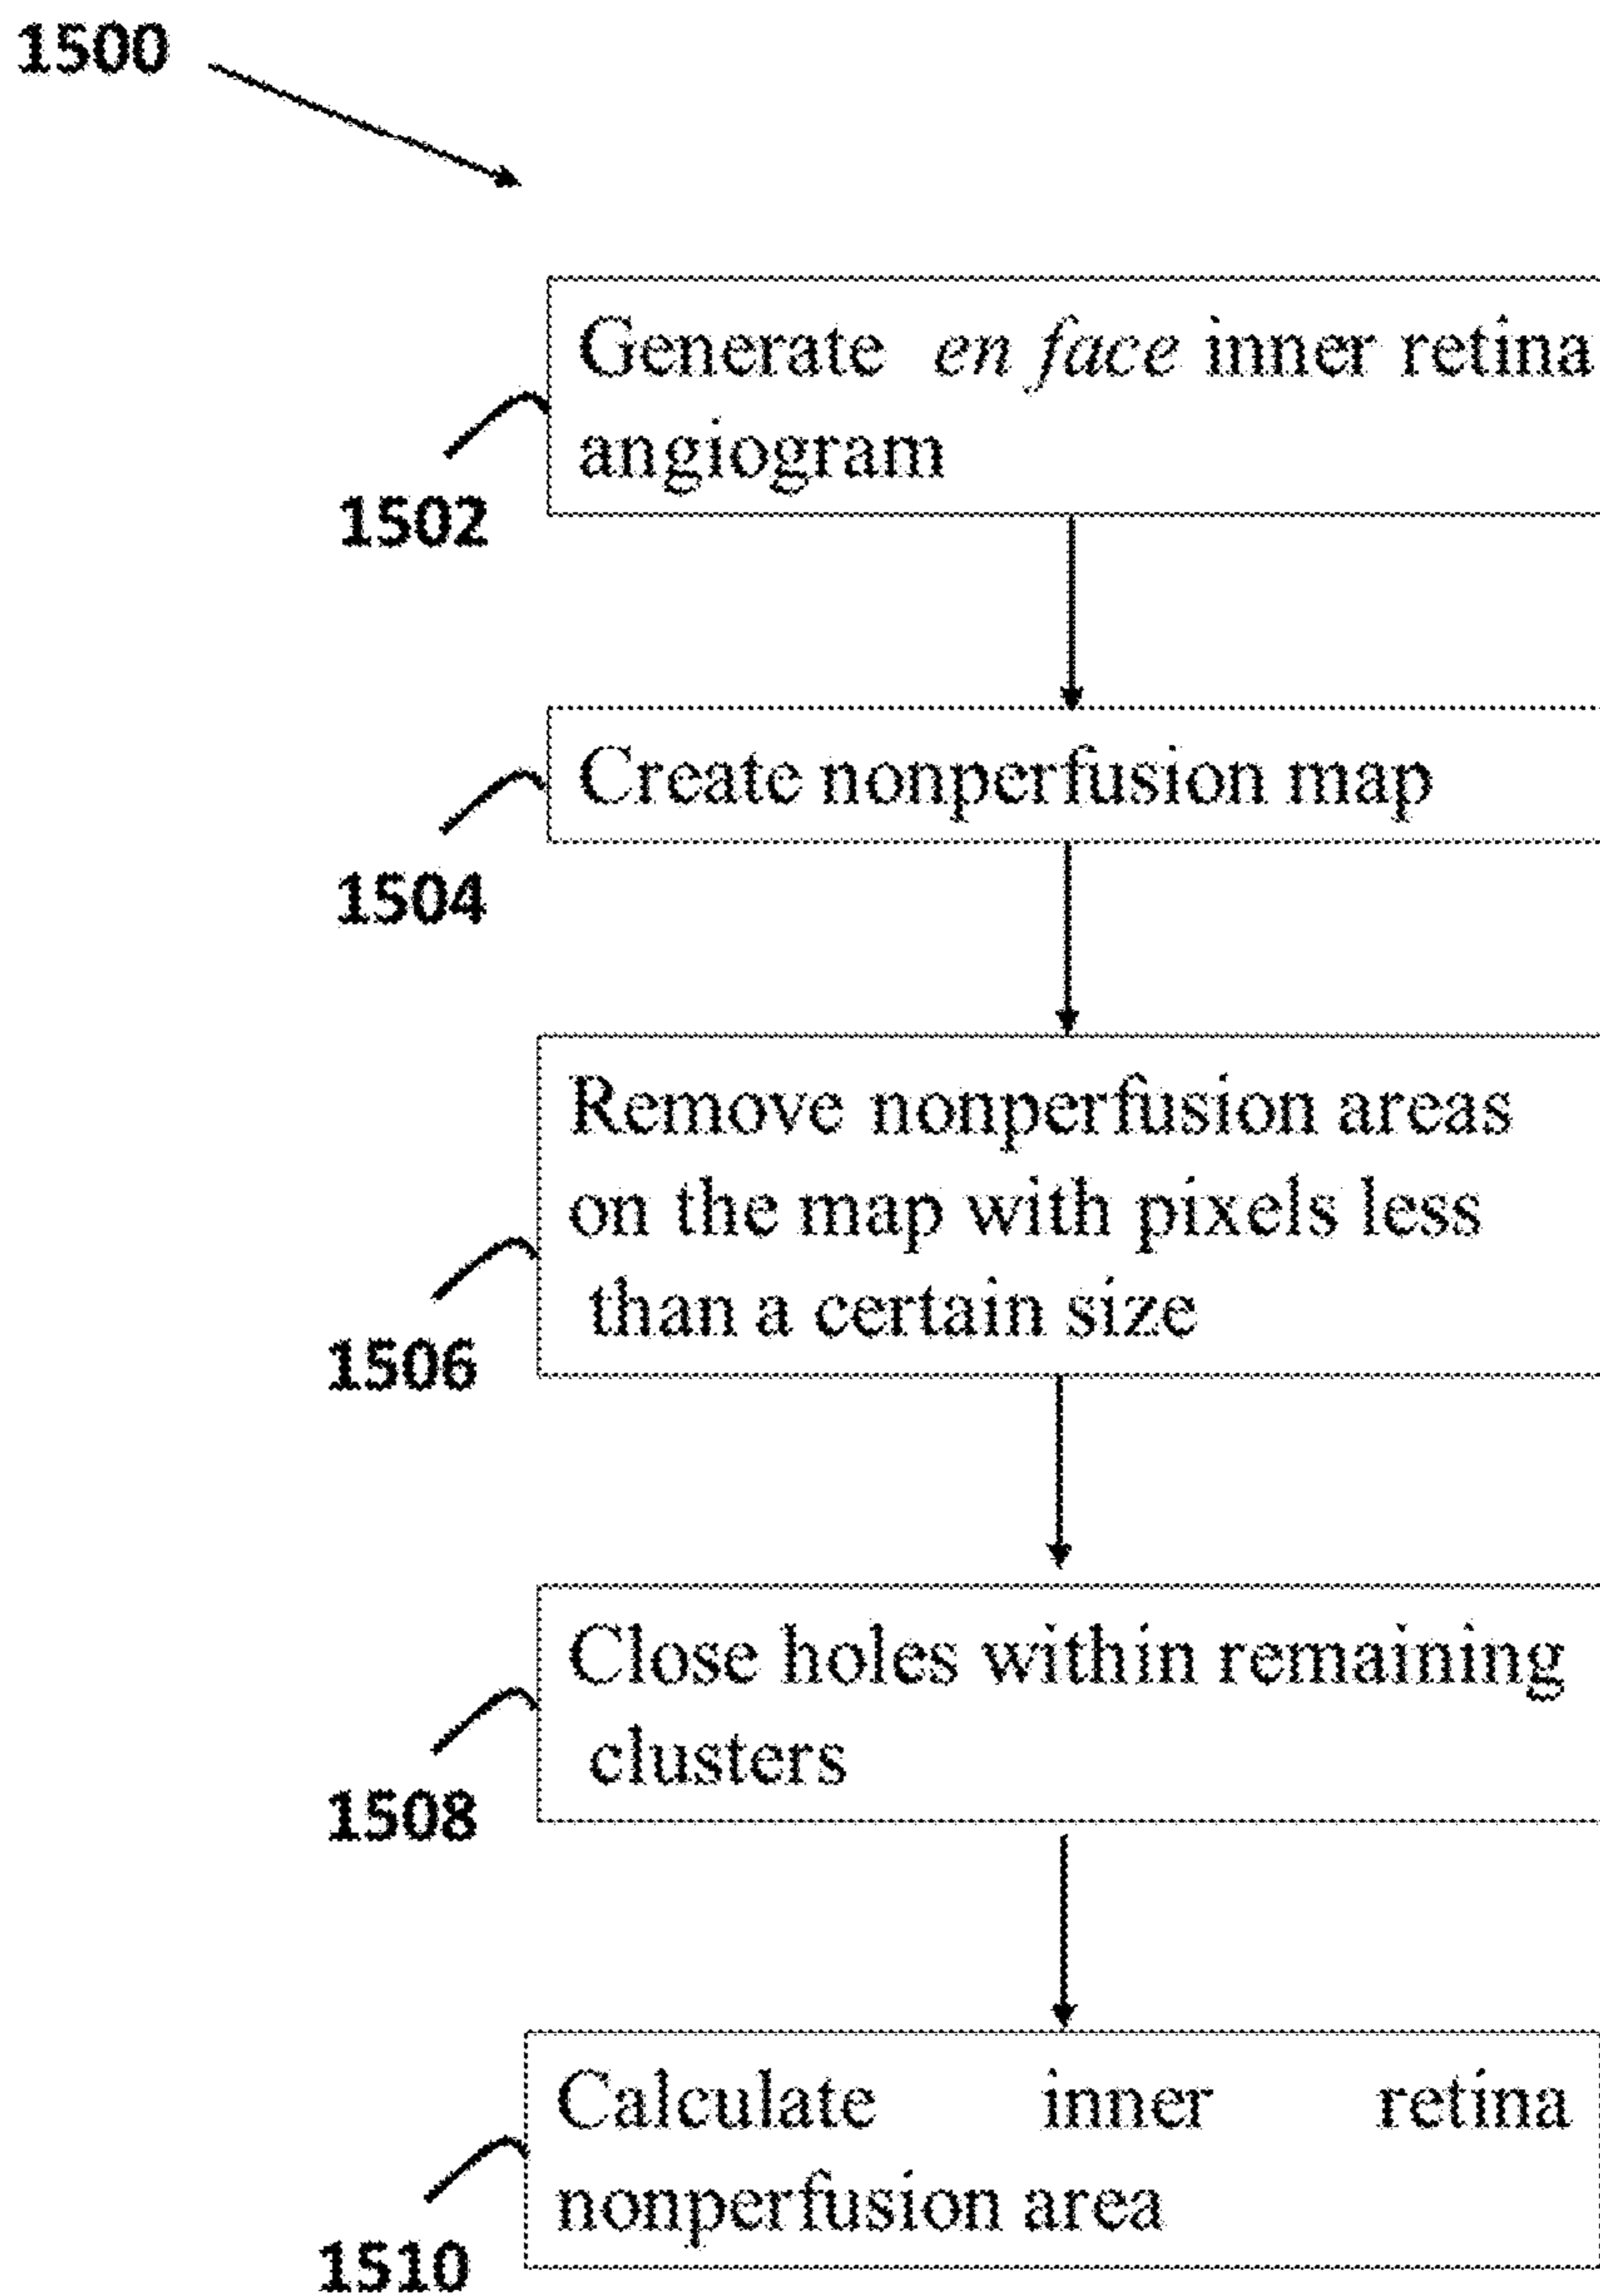 1500
Generate en face inner retina
angiogram
1502
Create nonperfusion map
1504
Remove nonperfusion areas
on the map with pixels less
than a certain size
1506
Close holes within remaining
clusters
1508
Calculate inner retina
nonperfusion area
1510